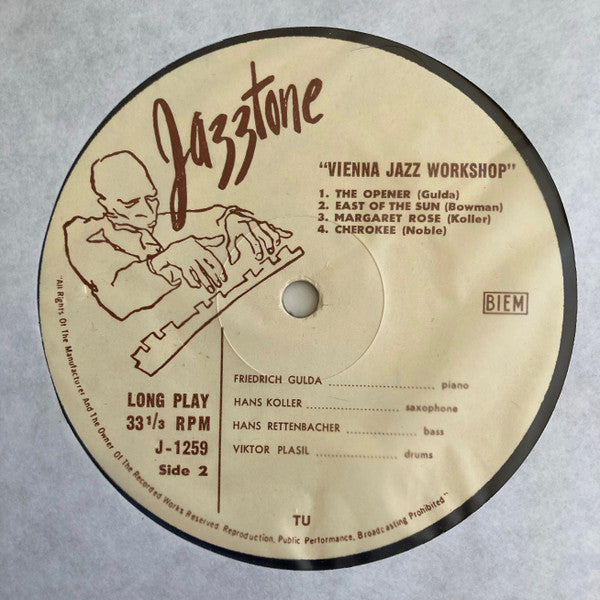 Jazztone
"VIENNA JAZZ WORKSHOP"
1. THE OPENER (Gulda)
2. EAST OF THE SUN (Bowman)
3. MARGARET ROSE (Koller)
4. CHEROKEE (Noble)
BIEM
FRIEDRICH GULDA ........................ piano
HANS KOLLER ........................ saxophone
HANS RETTENBACHER ................ bass
VIKTOR PLASIL ........................ drums
LONG PLAY
33 1/3 RPM
J-1259
Side 2
TU
"All Rights Of The Manufacturer And The Owner Of The Recorded Works Reserved. Reproduction, Public Performance, Broadcasting Prohibited"